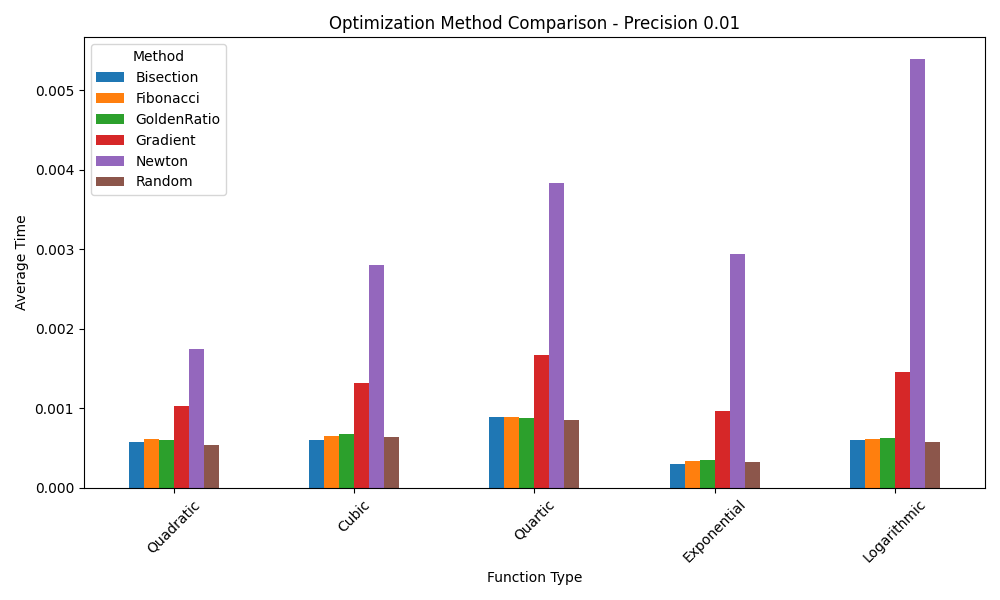 Optimization Method Comparison - Precision 0.01
Method
Bisection
Fibonacci
GoldenRatio
Gradient
Newton
Random
Average Time
0.005
0.004
0.003
0.002
0.001
0.000
Quadratic
Cubic
Quartic
Exponential
Logarithmic
Function Type